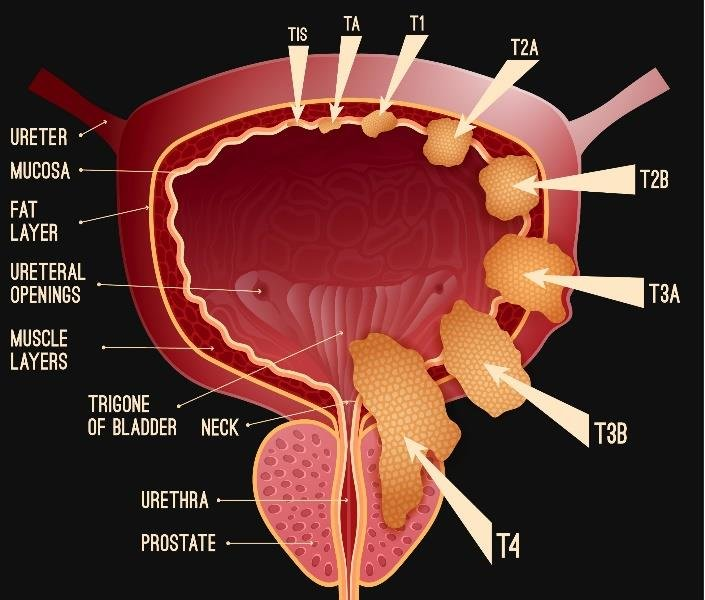 TIS
TA
T1
T2A
T2B
T3A
T3B
T4
URETER
MUCOSA
FAT
LAYER
URETERAL
OPENINGS
MUSCLE
LAYERS
TRIGONE
OF BLADDER
NECK
URETHRA
PROSTATE